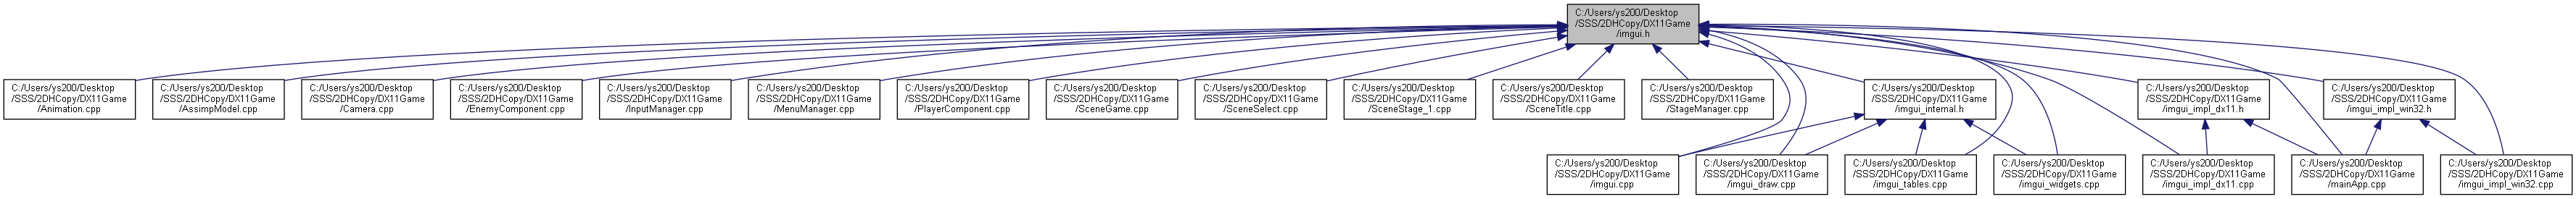 C:/Users/ys200/Desktop
/SSS/2DHCopy/DX11Game
/imgui.h
C:/Users/ys200/Desktop
/SSS/2DHCopy/DX11Game
/Animation.cpp
C:/Users/ys200/Desktop
/SSS/2DHCopy/DX11Game
/AssimpModel.cpp
C:/Users/ys200/Desktop
/SSS/2DHCopy/DX11Game
/Camera.cpp
C:/Users/ys200/Desktop
/SSS/2DHCopy/DX11Game
/EnemyComponent.cpp
C:/Users/ys200/Desktop
/SSS/2DHCopy/DX11Game
/InputManager.cpp
C:/Users/ys200/Desktop
/SSS/2DHCopy/DX11Game
/MenuManager.cpp
C:/Users/ys200/Desktop
/SSS/2DHCopy/DX11Game
/PlayerComponent.cpp
C:/Users/ys200/Desktop
/SSS/2DHCopy/DX11Game
/SceneGame.cpp
C:/Users/ys200/Desktop
/SSS/2DHCopy/DX11Game
/SceneSelect.cpp
C:/Users/ys200/Desktop
/SSS/2DHCopy/DX11Game
/SceneStage_1.cpp
C:/Users/ys200/Desktop
/SSS/2DHCopy/DX11Game
/SceneTitle.cpp
C:/Users/ys200/Desktop
/SSS/2DHCopy/DX11Game
/StageManager.cpp
C:/Users/ys200/Desktop
/SSS/2DHCopy/DX11Game
/imgui_internal.h
C:/Users/ys200/Desktop
/SSS/2DHCopy/DX11Game
/imgui_impl_dx11.h
C:/Users/ys200/Desktop
/SSS/2DHCopy/DX11Game
/imgui_impl_win32.h
C:/Users/ys200/Desktop
/SSS/2DHCopy/DX11Game
/imgui.cpp
C:/Users/ys200/Desktop
/SSS/2DHCopy/DX11Game
/imgui_draw.cpp
C:/Users/ys200/Desktop
/SSS/2DHCopy/DX11Game
/imgui_tables.cpp
C:/Users/ys200/Desktop
/SSS/2DHCopy/DX11Game
/imgui_widgets.cpp
C:/Users/ys200/Desktop
/SSS/2DHCopy/DX11Game
/imgui_impl_dx11.cpp
C:/Users/ys200/Desktop
/SSS/2DHCopy/DX11Game
/mainApp.cpp
C:/Users/ys200/Desktop
/SSS/2DHCopy/DX11Game
/imgui_impl_win32.cpp